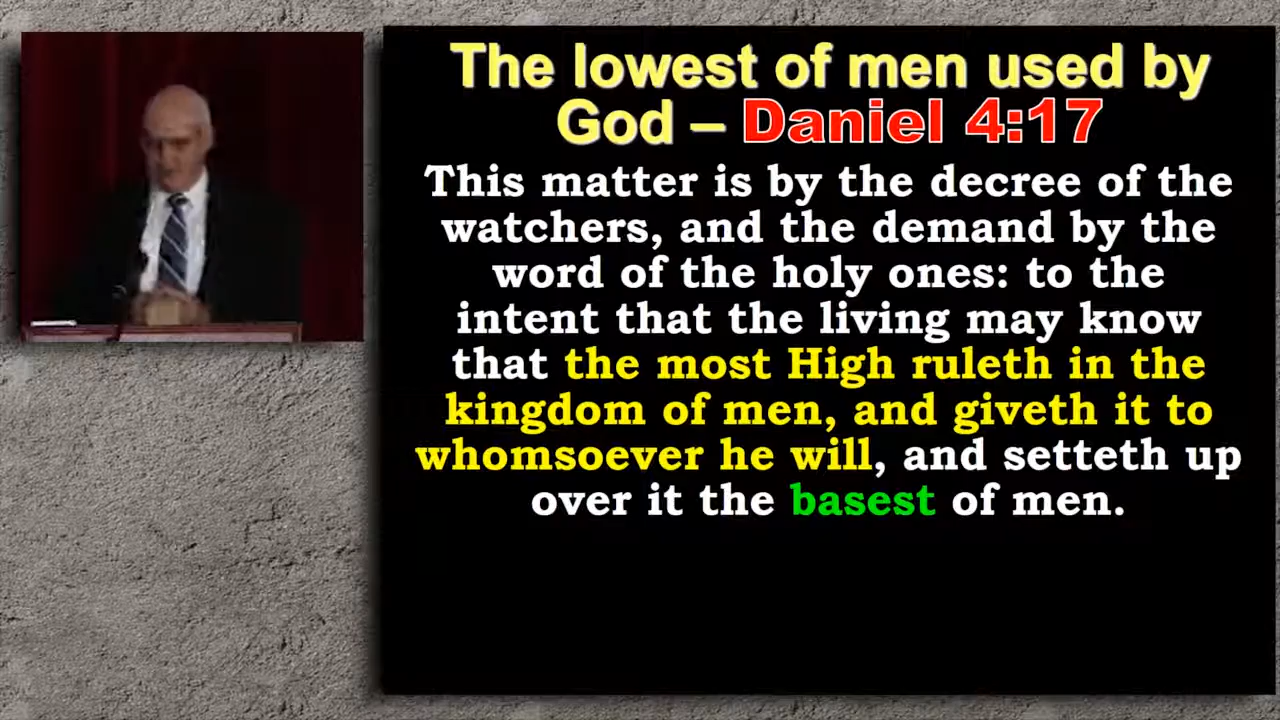 The lowest of men used by
God – Daniel 4:17
This matter is by the decree of the
watchers, and the demand by the
word of the holy ones: to the
intent that the living may know
that the most High ruleth in the
kingdom of men, and giveth it to
whomsoever he will, and setteth up
over it the basest of men.